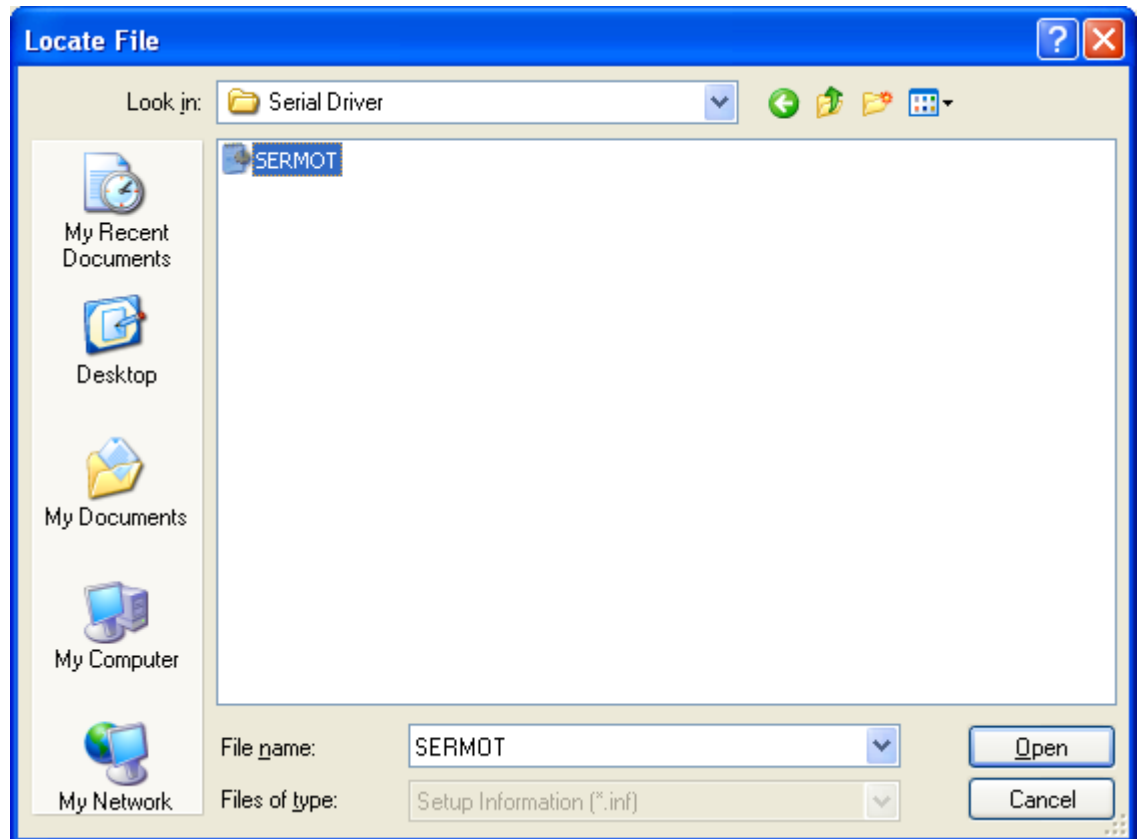 Locate File
Look in:
Serial Driver
SERMOT
My Recent
Documents
Desktop
My Documents
My Computer
My Network
File name:
SERMOT
Open
Files of type:
Setup Information (*.inf)
Cancel